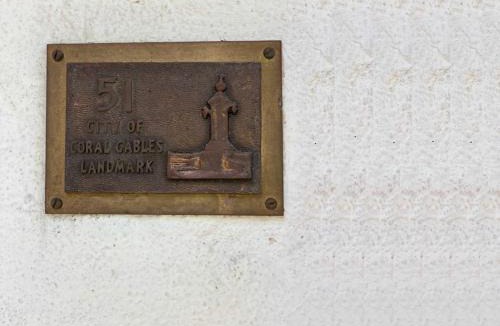 51
CITY OF
CORAL GABLES
LANDMARK